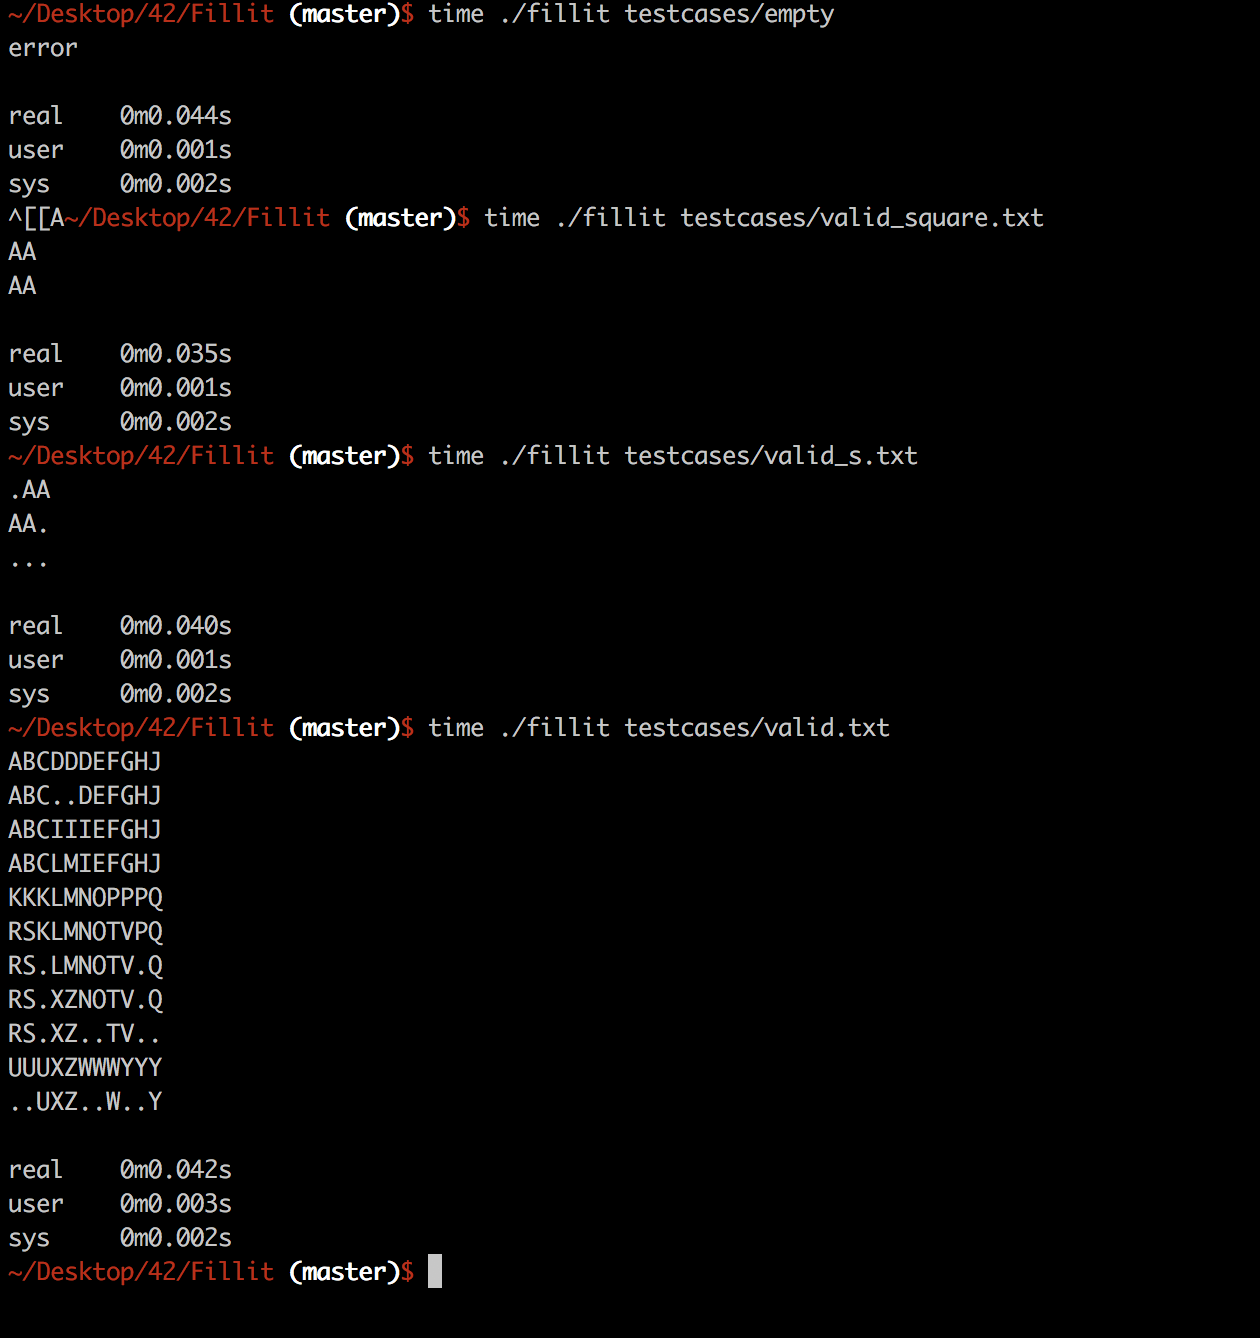 ~/Desktop/42/Fillit (master)$ time ./fillit testcases/empty
error

real    0m0.044s
user    0m0.001s
sys     0m0.002s
^[[A~/Desktop/42/Fillit (master)$ time ./fillit testcases/valid_square.txt
AA
AA

real    0m0.035s
user    0m0.001s
sys     0m0.002s
~/Desktop/42/Fillit (master)$ time ./fillit testcases/valid_s.txt
.AA
AA.
...

real    0m0.040s
user    0m0.001s
sys     0m0.002s
~/Desktop/42/Fillit (master)$ time ./fillit testcases/valid.txt
ABCDDDEFGHJ
ABC..DEFGHJ
ABCIIIEFGHJ
ABCLMIEFGHJ
KKKLMNOPPPQ
RSKLMNOTVPQ
RS.LMNOTV.Q
RS.XZNOTV.Q
RS.XZ..TV..
UUUXZWWWYYY
..UXZ..W..Y

real    0m0.042s
user    0m0.003s
sys     0m0.002s
~/Desktop/42/Fillit (master)$